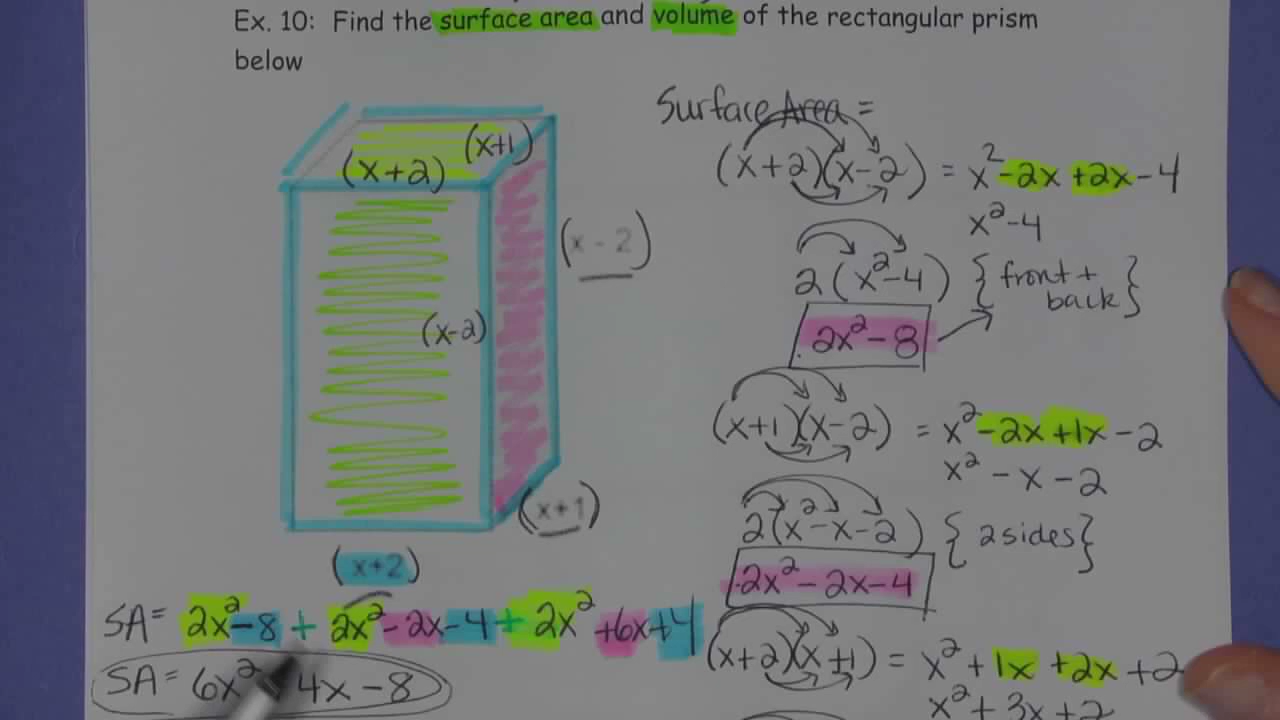 Ex. 10: Find the surface area and volume of the rectangular prism
below
(x+1)
(x+2)
(x - 2)
(x-2)
(x+1)
(x+2)
SA= 2x²-8 + 2x²-2x-4 + 2x² +6x+4
SA= 6x² 4x-8
Surface Area =
(x+2)(x-2) = x²-2x+2x-4
x²-4
2(x²-4) {front +
back}
2x²-8
(x+1)(x-2) = x²-2x+1x-2
x²-x-2
2(x²-x-2) {2 sides}
2x²-2x-4
(x+2)(x+1) = x²+1x+2x+2
x²+3x+2